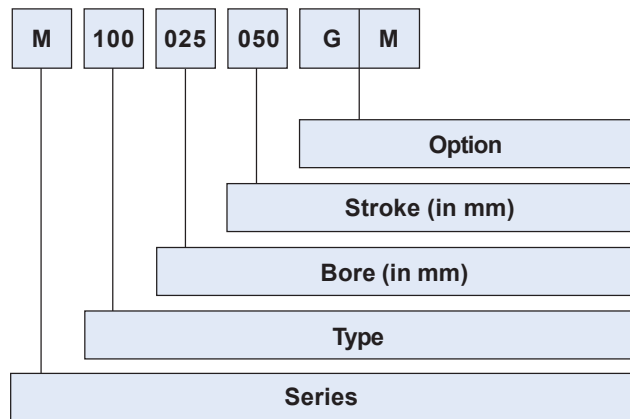 M 100 025 050 G M
Option
Stroke (in mm)
Bore (in mm)
Type
Series